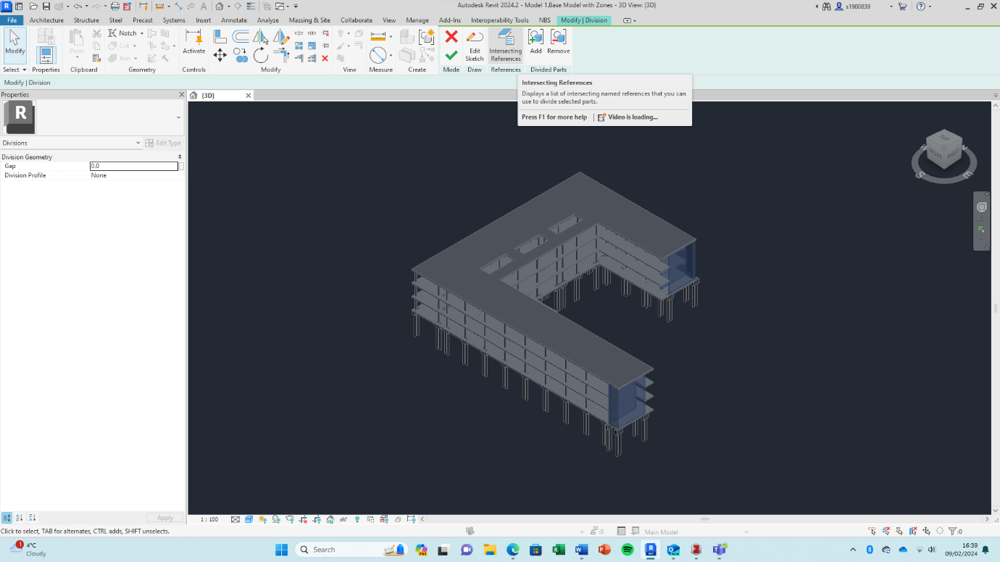 Autodesk Revit 2024.2 - Model 1.Base Model with Zones - 3D View: {3D}
s1900839
File Architecture Structure Steel Precast Systems Insert Annotate Analyze Massing & Site Collaborate View Manage Add-Ins Interoperability Tools NBS Modify | Division
Modify
Paste
Notch
Cut
Join
Activate
Edit
Sketch
Intersecting
References
Add
Remove
Select Properties Clipboard Geometry Controls Modify View Measure Create Mode Draw References Divided Parts
Modify | Division
Intersecting References
Displays a list of intersecting named references that you can
use to divide selected parts.
Press F1 for more help
Video is loading...
Properties
{3D}
R
Divisions
Edit Type
Division Geometry
Gap 0.0
Division Profile None
TOP
FRONT
RIGHT
S
E
Apply
1 : 100
Click to select, TAB for alternates, CTRL adds, SHIFT unselects.
:0
Main Model
:0
1
4°C
Cloudy
Search
16:39
09/02/2024